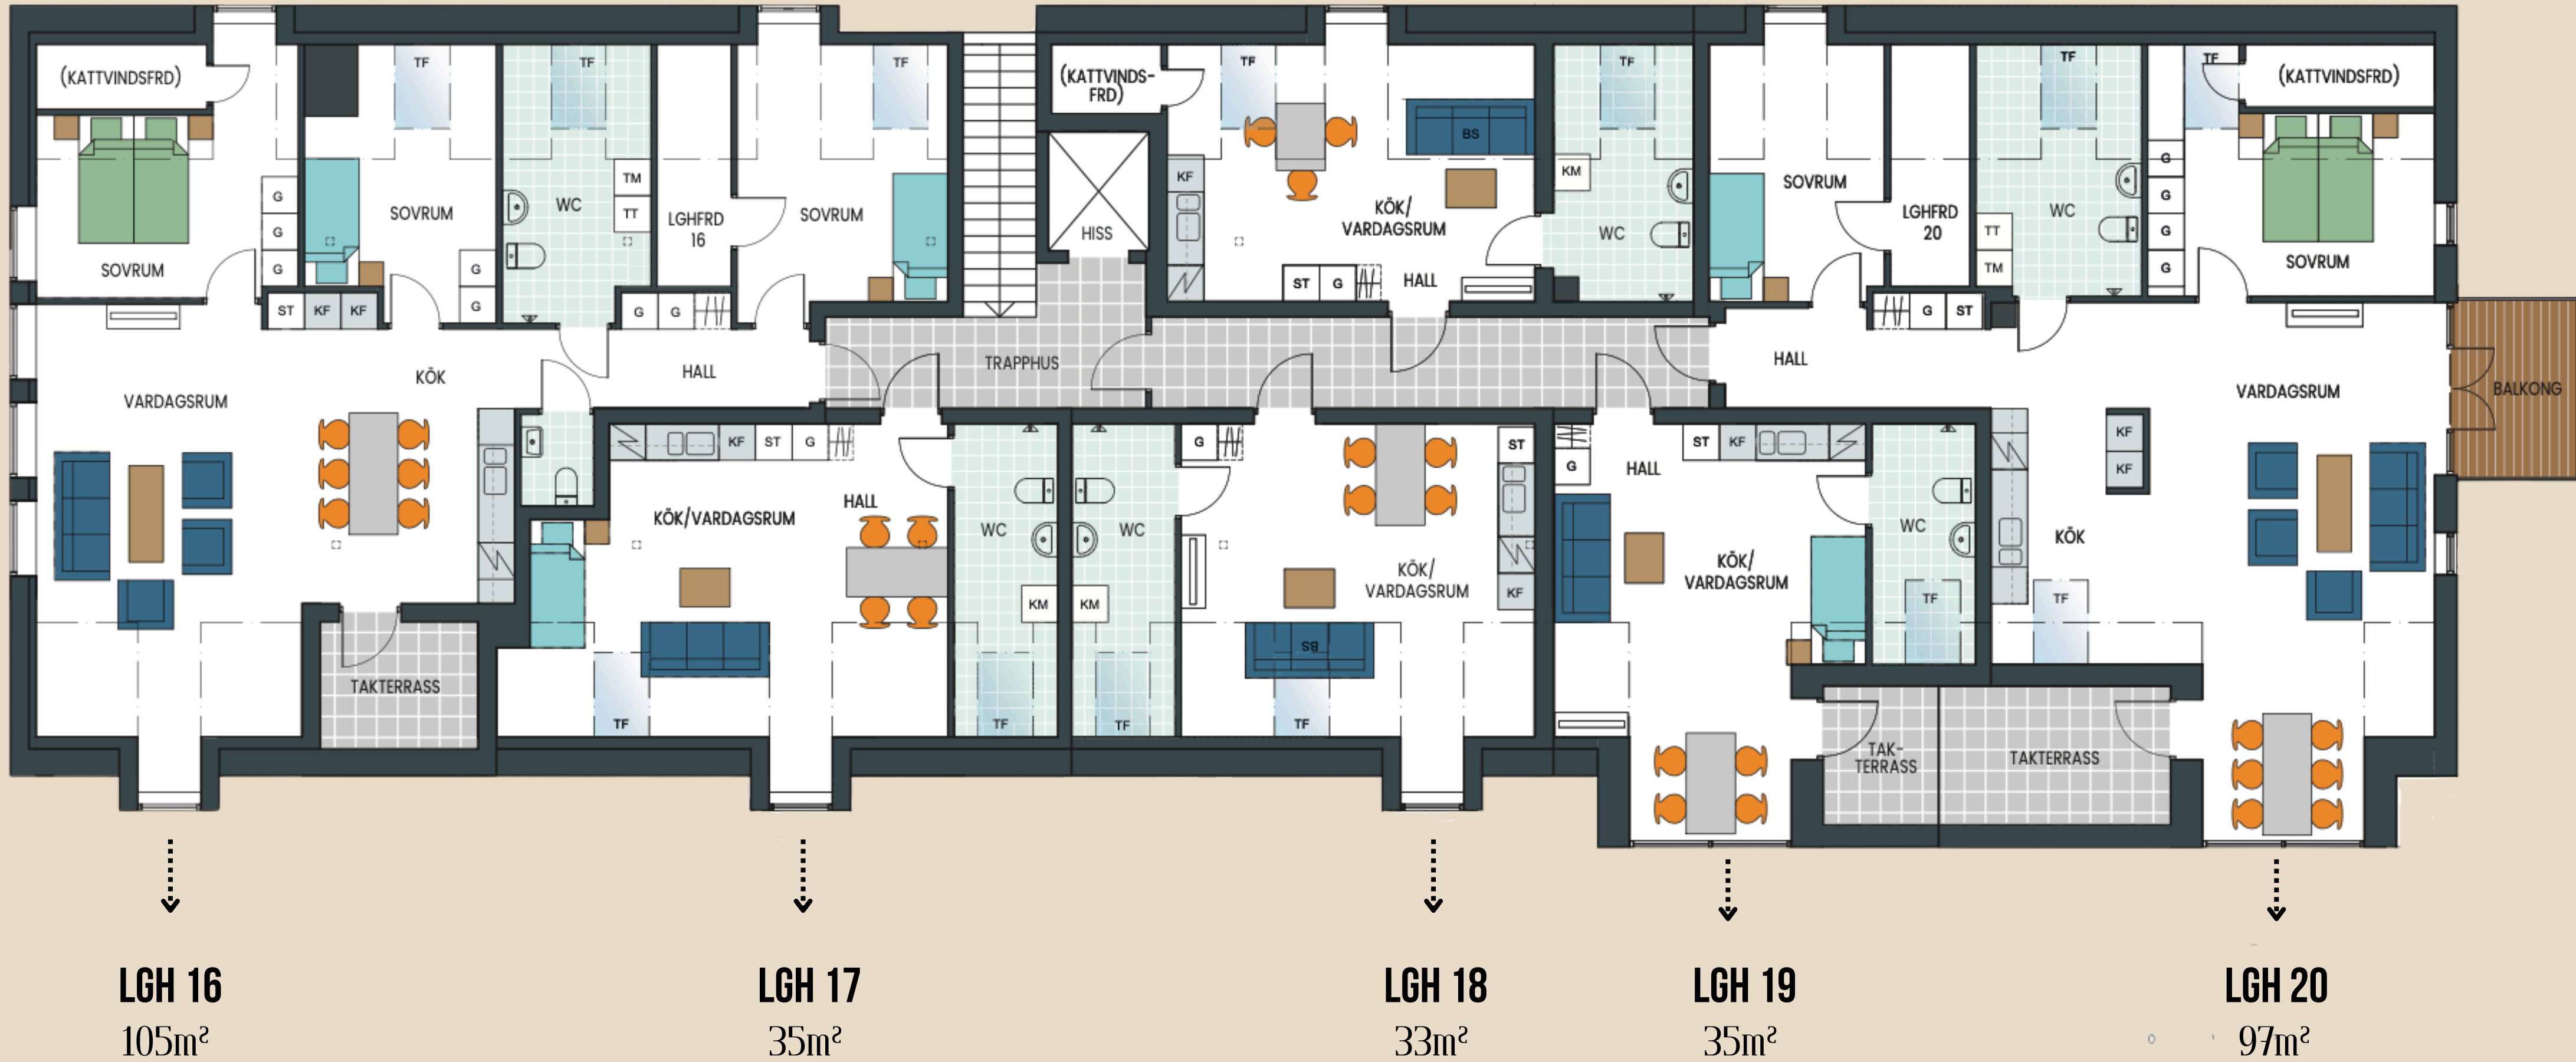 (KATTVINDSFRD)
TF
TF
TF
(KATTVINDS-
FRD)
TF
TF
TF
TF
(KATTVINDSFRD)
BS
G
G
G
SOVRUM
SOVRUM
G
G
WC
TM
TT
LGHFRD
16
SOVRUM
HISS
KF
KÖK/
VARDAGSRUM
KM
WC
SOVRUM
LGHFRD
20
TT
TM
WC
G
G
G
G
SOVRUM
ST
KF
KF
G
G
ST
G
HALL
G
ST
VARDAGSRUM
KÖK
HALL
TRAPPHUS
HALL
VARDAGSRUM
BALKONG
KF
ST
G
HALL
KÖK/VARDAGSRUM
WC
KM
TF
TF
WC
KM
TF
G
ST
KÖK/
VARDAGSRUM
KF
BS
TF
G
HALL
ST
KF
KÖK/
VARDAGSRUM
WC
TF
KF
KF
KÖK
TF
TAKTERRASS
TAK-
TERRASS
TAKTERRASS
LGH 16
105m²
LGH 17
35m²
LGH 18
33m²
LGH 19
35m²
LGH 20
97m²